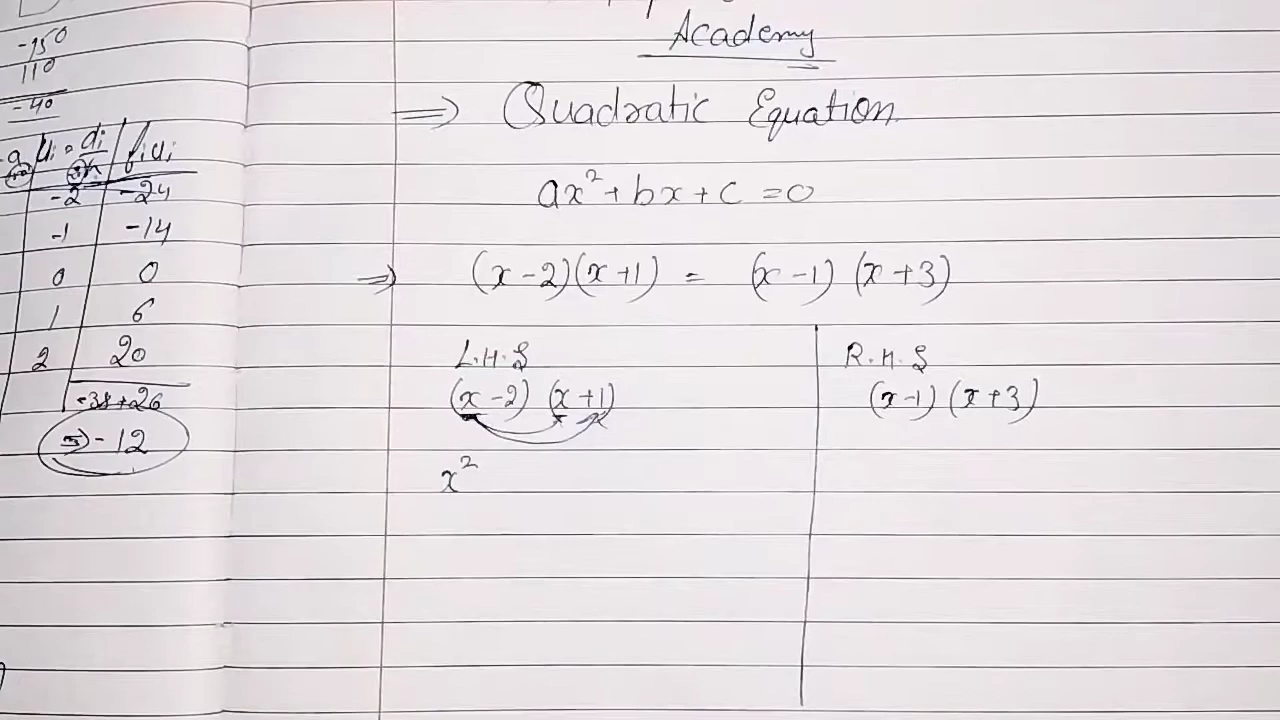 -150
110
-40
ui = di/h | fiui
-2 | -24
-1 | -14
0 | 0
1 | 6
2 | 20
-38+26
⇒ -12
Academy
⇒ Quadratic Equation
ax²+bx+c=0
⇒ (x-2)(x+1) = (x-1)(x+3)
L.H.S
(x-2) (x+1)
x²
R.H.S
(x-1)(x+3)